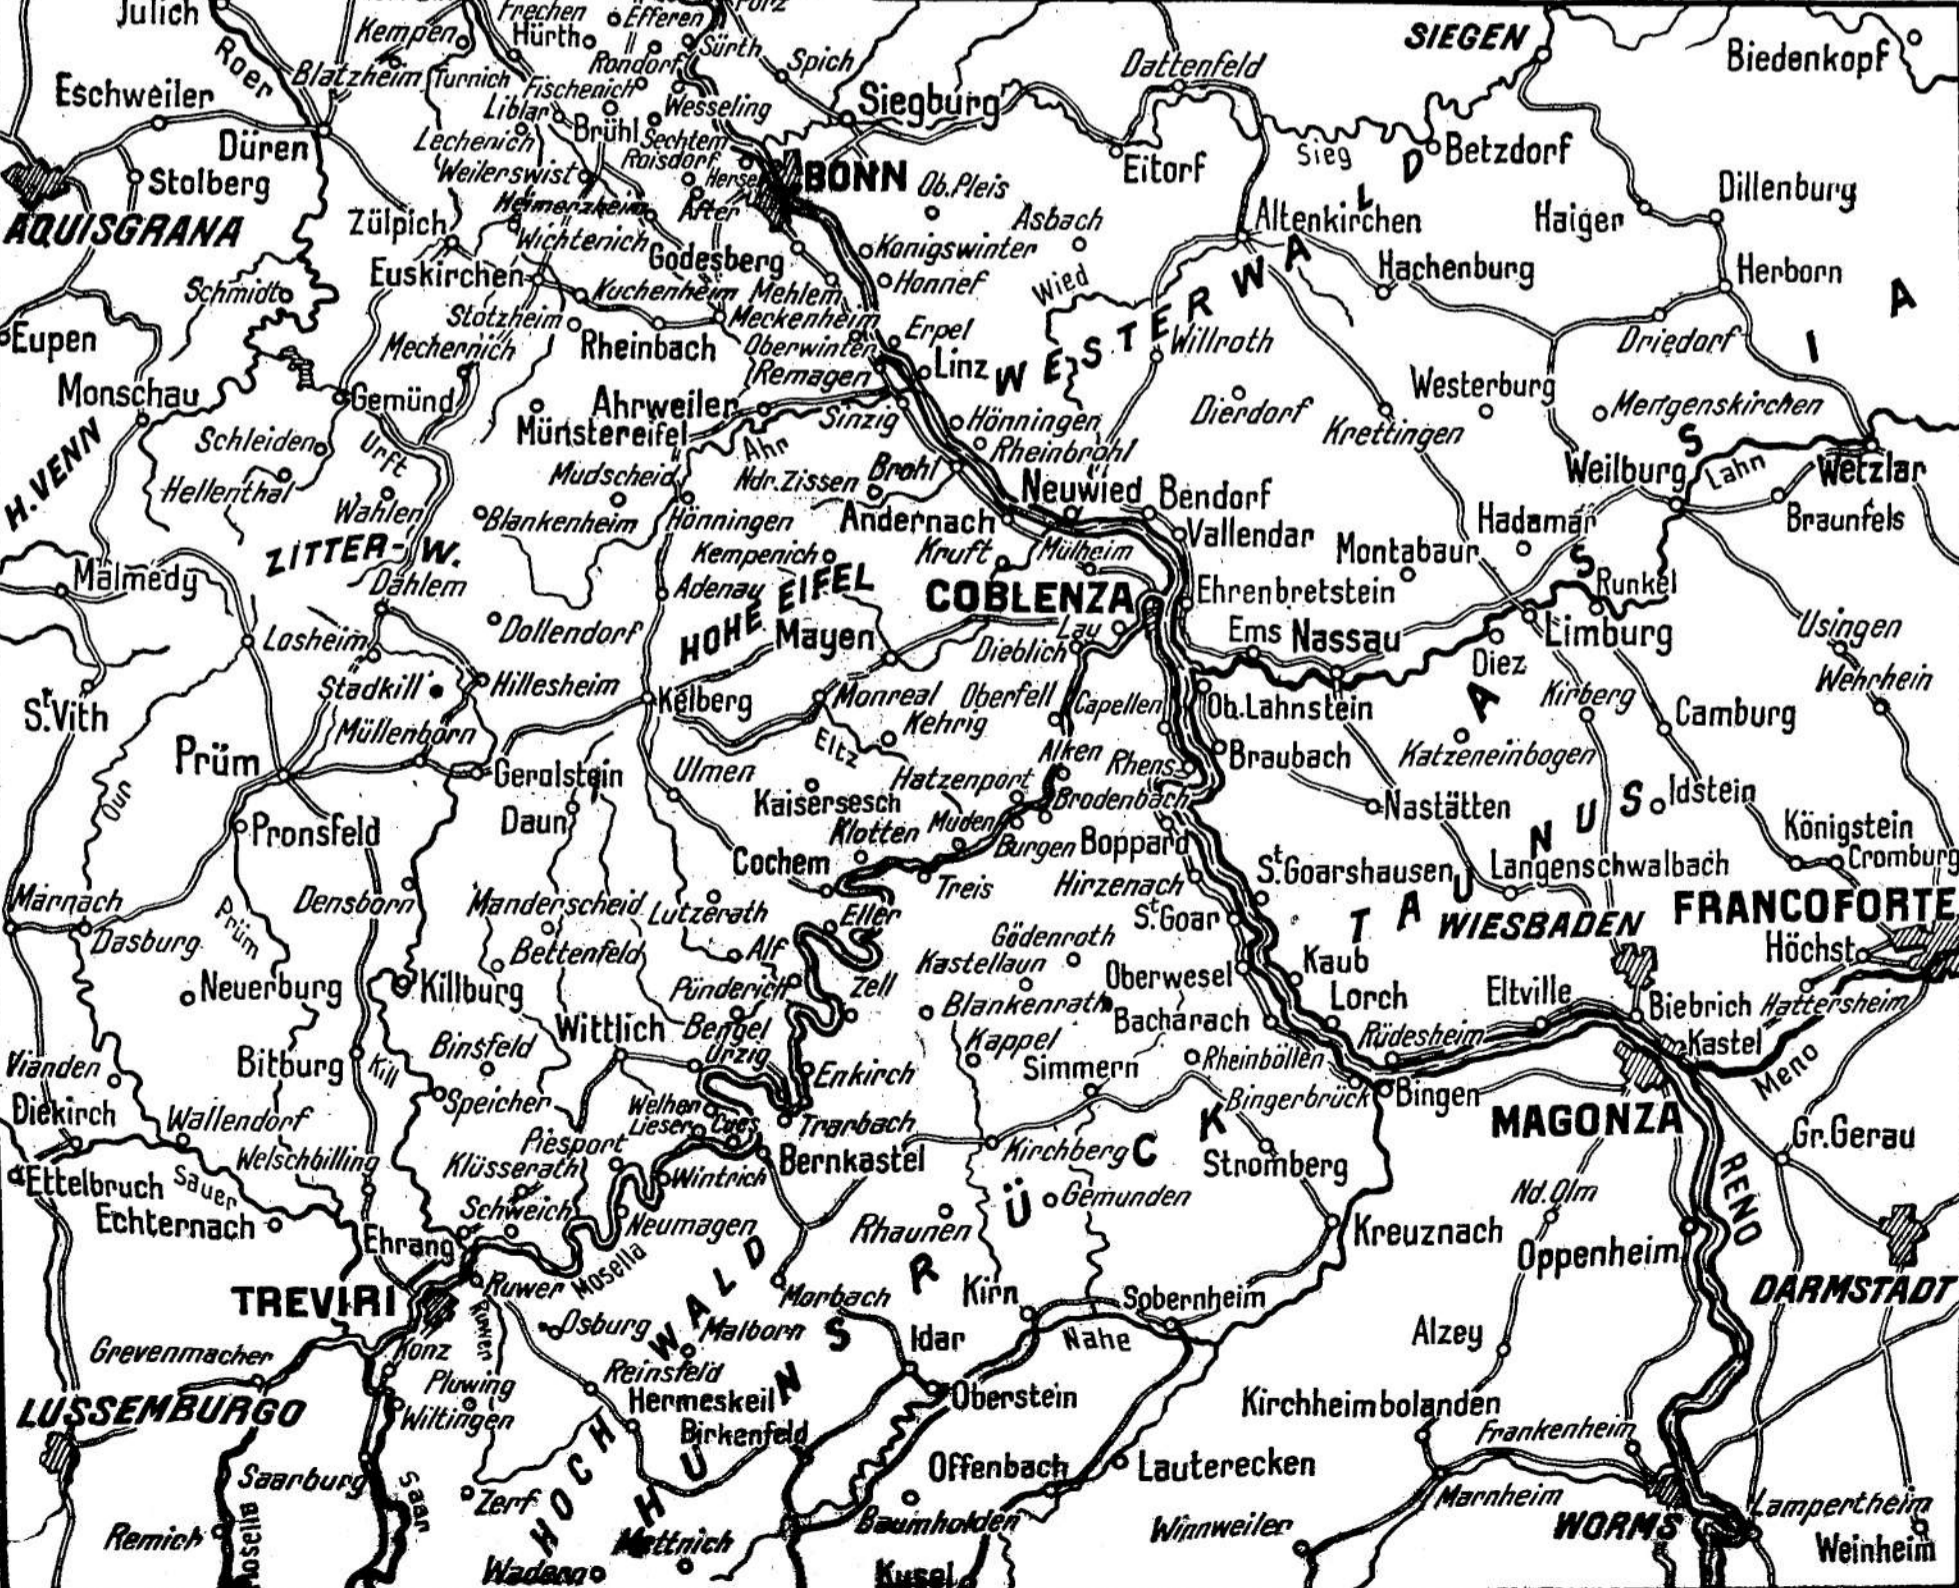 Julich
Frechen
Efferen
Porz
SIEGEN
Biedenkopf
Kempen
Hürth
Sürth
Spich
Rondorf
Roer
Blatzheim
Turnich
Fischenich
Dattenfeld
Eschweiler
Liblar
Wesseling
Siegburg
Düren
Lechenich
Brühl
Sechtem
Eitorf
Sieg
Betzdorf
Stolberg
Weilerswist
Roisdorf
Hersel
BONN
Ob.Pleis
Dillenburg
AQUISGRANA
Zülpich
Heimerzheim
After
Asbach
Altenkirchen
Haiger
Wichtenich
Godesberg
Konigswinter
Euskirchen
Honnef
Wied
Hachenburg
Herborn
Schmidt
Kuchenheim
Mehlem
WESTERWALD
Stotzheim
Meckenheim
Erpel
Eupen
Mechernich
Rheinbach
Oberwinter
Linz
Willroth
Driedorf
Remagen
Monschau
Gemünd
Ahrweiler
Sinzig
Hönningen
Dierdorf
Westerburg
Mengenskirchen
Münstereifel
Krettingen
Schleiden
Urft
Ahr
Rheinbrohl
H.VENN
Hellenthal
Mudscheid
Ndr.Zissen
Brohl
Weilburg
Lahn
Wetzlar
Wahlen
Blankenheim
Hönningen
Andernach
Neuwied
Bendorf
Hadamar
Braunfels
ZITTER-W.
Kempenich
Kruft
Mülheim
Vallendar
Montabaur
Malmedy
Dahlem
Adenau
HOHE EIFEL
COBLENZA
Ehrenbretstein
Runkel
Losheim
Dollendorf
Mayen
Lay
Ems
Nassau
Limburg
Usingen
Dieblich
Diez
Stadkill
Hillesheim
Kelberg
Monreal
Oberfell
Capellen
Ob.Lahnstein
Kirberg
Camburg
Wehrhein
St.Vith
Müllenborn
Kehrig
Eltz
Alken
Rhens
Braubach
Katzeneinbogen
Prüm
Gerolstein
Ulmen
Hatzenport
Our
Daun
Kaisersesch
Brodenbach
Nastätten
Idstein
Pronsfeld
Klotten
Muden
Burgen
Boppard
Königstein
Cromburg
Cochem
Treis
Hirzenach
St.Goarshausen
Langenschwalbach
Marnach
Densborn
Manderscheid
Lutzerath
Eller
St.Goar
TAUNUS
WIESBADEN
FRANCOFORTE
Dasburg
Prüm
Bettenfeld
Alf
Gödenroth
Höchst
Neuerburg
Killburg
Pünderich
Zell
Kastellaun
Blankenrath
Oberwesel
Kaub
Lorch
Eltville
Biebrich
Hattersheim
Wittlich
Bengel
Bacharach
Rüdesheim
Kastel
Vianden
Bitburg
Kill
Binsfeld
Urzig
Enkirch
Kappel
Simmern
Rheinböllen
Meno
Diekirch
Wallendorf
Speicher
Welhen
Lieser
Cues
Trarbach
Bingerbrück
Bingen
MAGONZA
Piesport
Bernkastel
Kirchberg
Gr.Gerau
Ettelbruch
Sauer
Welschbillig
Klüsserath
Wintrich
Stromberg
Echternach
Schweich
Neumagen
Rhaunen
Gemunden
Nd.Olm
RENO
Ehrang
Kreuznach
Oppenheim
TREVIRI
Ruwer
Mosella
Morbach
Kirn
Sobernheim
DARMSTADT
Ruwer
Osburg
Malborn
Idar
Nahe
Alzey
Grevenmacher
Konz
Reinsfeld
LUSSEMBURGO
Pluwing
Wiltingen
Hermeskeil
Oberstein
Kirchheimbolanden
Birkenfeld
Frankenheim
HUNSRÜCK
HOCHWALD
Saarburg
Saar
Zerf
Offenbach
Lauterecken
Marnheim
Remich
Mosella
Mettnich
Baumholden
Winnweiler
WORMS
Lampertheim
Weinheim
Wadern
Kusel